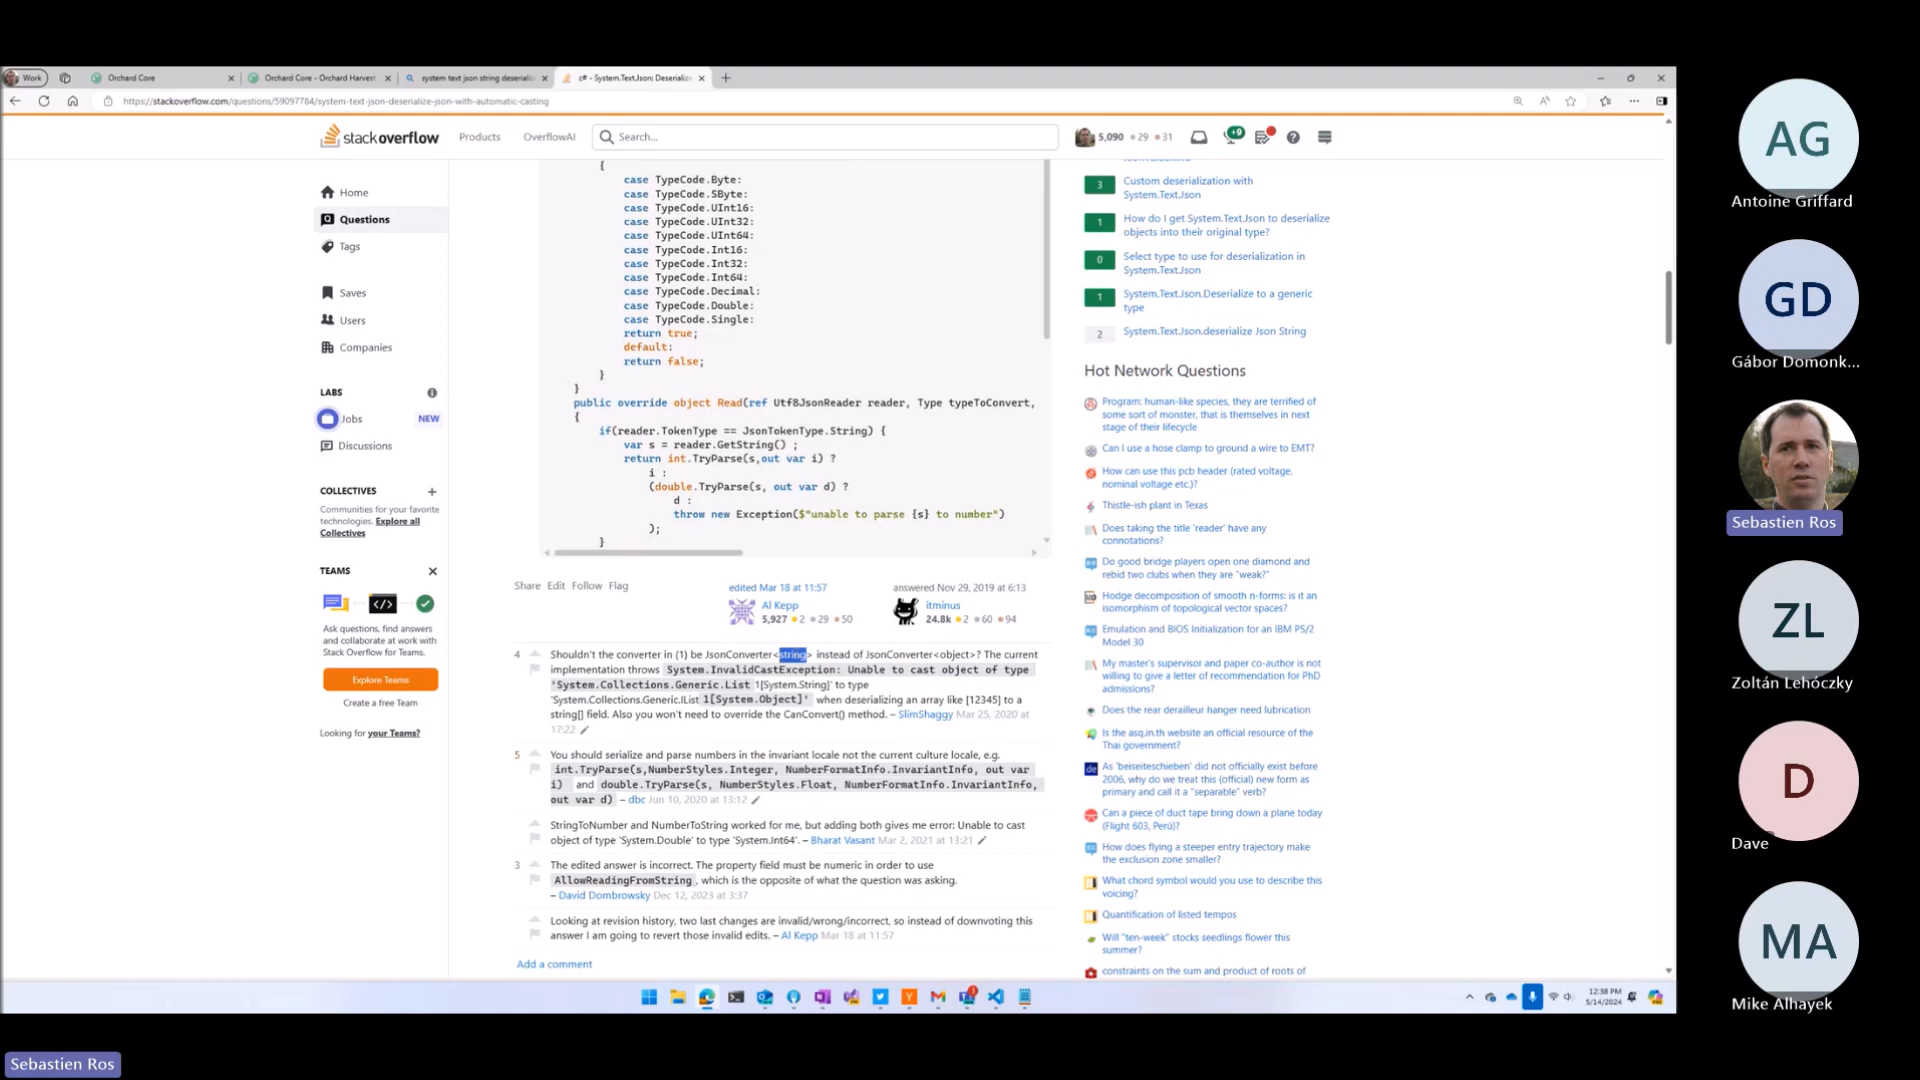 Work
Orchard Core
Orchard Core - Orchard Harvest
system text json string deserializ
c# - System.Text.Json: Deserializ
https://stackoverflow.com/questions/59097784/system-text-json-deserialize-json-with-automatic-casting
stackoverflow
Products
OverflowAI
Search...
5,090
29
31
+9
Home
Questions
Tags
Saves
Users
Companies
LABS
Jobs
NEW
Discussions
COLLECTIVES
Communities for your favorite
technologies. Explore all
Collectives
TEAMS
Ask questions, find answers
and collaborate at work with
Stack Overflow for Teams.
Explore Teams
Create a free Team
Looking for your Teams?
{
case TypeCode.Byte:
case TypeCode.SByte:
case TypeCode.UInt16:
case TypeCode.UInt32:
case TypeCode.UInt64:
case TypeCode.Int16:
case TypeCode.Int32:
case TypeCode.Int64:
case TypeCode.Decimal:
case TypeCode.Double:
case TypeCode.Single:
return true;
default:
return false;
}
}
public override object Read(ref Utf8JsonReader reader, Type typeToConvert,
{
if(reader.TokenType == JsonTokenType.String) {
var s = reader.GetString() ;
return int.TryParse(s,out var i) ?
i :
(double.TryParse(s, out var d) ?
d :
throw new Exception($"unable to parse {s} to number")
);
}
Share Edit Follow Flag
edited Mar 18 at 11:57
Al Kepp
5,927 2 29 50
answered Nov 29, 2019 at 6:13
itminus
24.8k 2 60 94
4 Shouldn't the converter in (1) be JsonConverter<string> instead of JsonConverter<object>? The current
implementation throws System.InvalidCastException: Unable to cast object of type
'System.Collections.Generic.List 1[System.String]' to type
'System.Collections.Generic.IList 1[System.Object]' when deserializing an array like [12345] to a
string[] field. Also you won't need to override the CanConvert() method. – SlimShaggy Mar 25, 2020 at
17:22
5 You should serialize and parse numbers in the invariant locale not the current culture locale, e.g.
int.TryParse(s,NumberStyles.Integer, NumberFormatInfo.InvariantInfo, out var
i) and double.TryParse(s, NumberStyles.Float, NumberFormatInfo.InvariantInfo,
out var d) – dbc Jun 10, 2020 at 13:12
StringToNumber and NumberToString worked for me, but adding both gives me error: Unable to cast
object of type 'System.Double' to type 'System.Int64'. – Bharat Vasant Mar 2, 2021 at 13:21
3 The edited answer is incorrect. The property field must be numeric in order to use
AllowReadingFromString, which is the opposite of what the question was asking.
– David Dombrowsky Dec 12, 2023 at 3:37
Looking at revision history, two last changes are invalid/wrong/incorrect, so instead of downvoting this
answer I am going to revert those invalid edits. – Al Kepp Mar 18 at 11:57
Add a comment
3 Custom deserialization with
System.Text.Json
1 How do I get System.Text.Json to deserialize
objects into their original type?
0 Select type to use for deserialization in
System.Text.Json
1 System.Text.Json.Deserialize to a generic
type
2 System.Text.Json.deserialize Json String
Hot Network Questions
Program: human-like species, they are terrified of
some sort of monster, that is themselves in next
stage of their lifecycle
Can I use a hose clamp to ground a wire to EMT?
How can use this pcb header (rated voltage,
nominal voltage etc.)?
Thistle-ish plant in Texas
Does taking the title 'reader' have any
connotations?
Do good bridge players open one diamond and
rebid two clubs when they are "weak?"
Hodge decomposition of smooth n-forms: is it an
isomorphism of topological vector spaces?
Emulation and BIOS Initialization for an IBM PS/2
Model 30
My master's supervisor and paper co-author is not
willing to give a letter of recommendation for PhD
admissions?
Does the rear derailleur hanger need lubrication
Is the asq.in.th website an official resource of the
Thai government?
As 'beiseiteschieben' did not officially exist before
2006, why do we treat this (official) new form as
primary and call it a "separable" verb?
Can a piece of duct tape bring down a plane today
(Flight 603, Perú)?
How does flying a steeper entry trajectory make
the exclusion zone smaller?
What chord symbol would you use to describe this
voicing?
Quantification of listed tempos
Will "ten-week" stocks seedlings flower this
summer?
constraints on the sum and product of roots of
12:38 PM
5/14/2024
AG
Antoine Griffard
GD
Gábor Domonk...
Sebastien Ros
ZL
Zoltán Lehóczky
D
Dave
MA
Mike Alhayek
Sebastien Ros